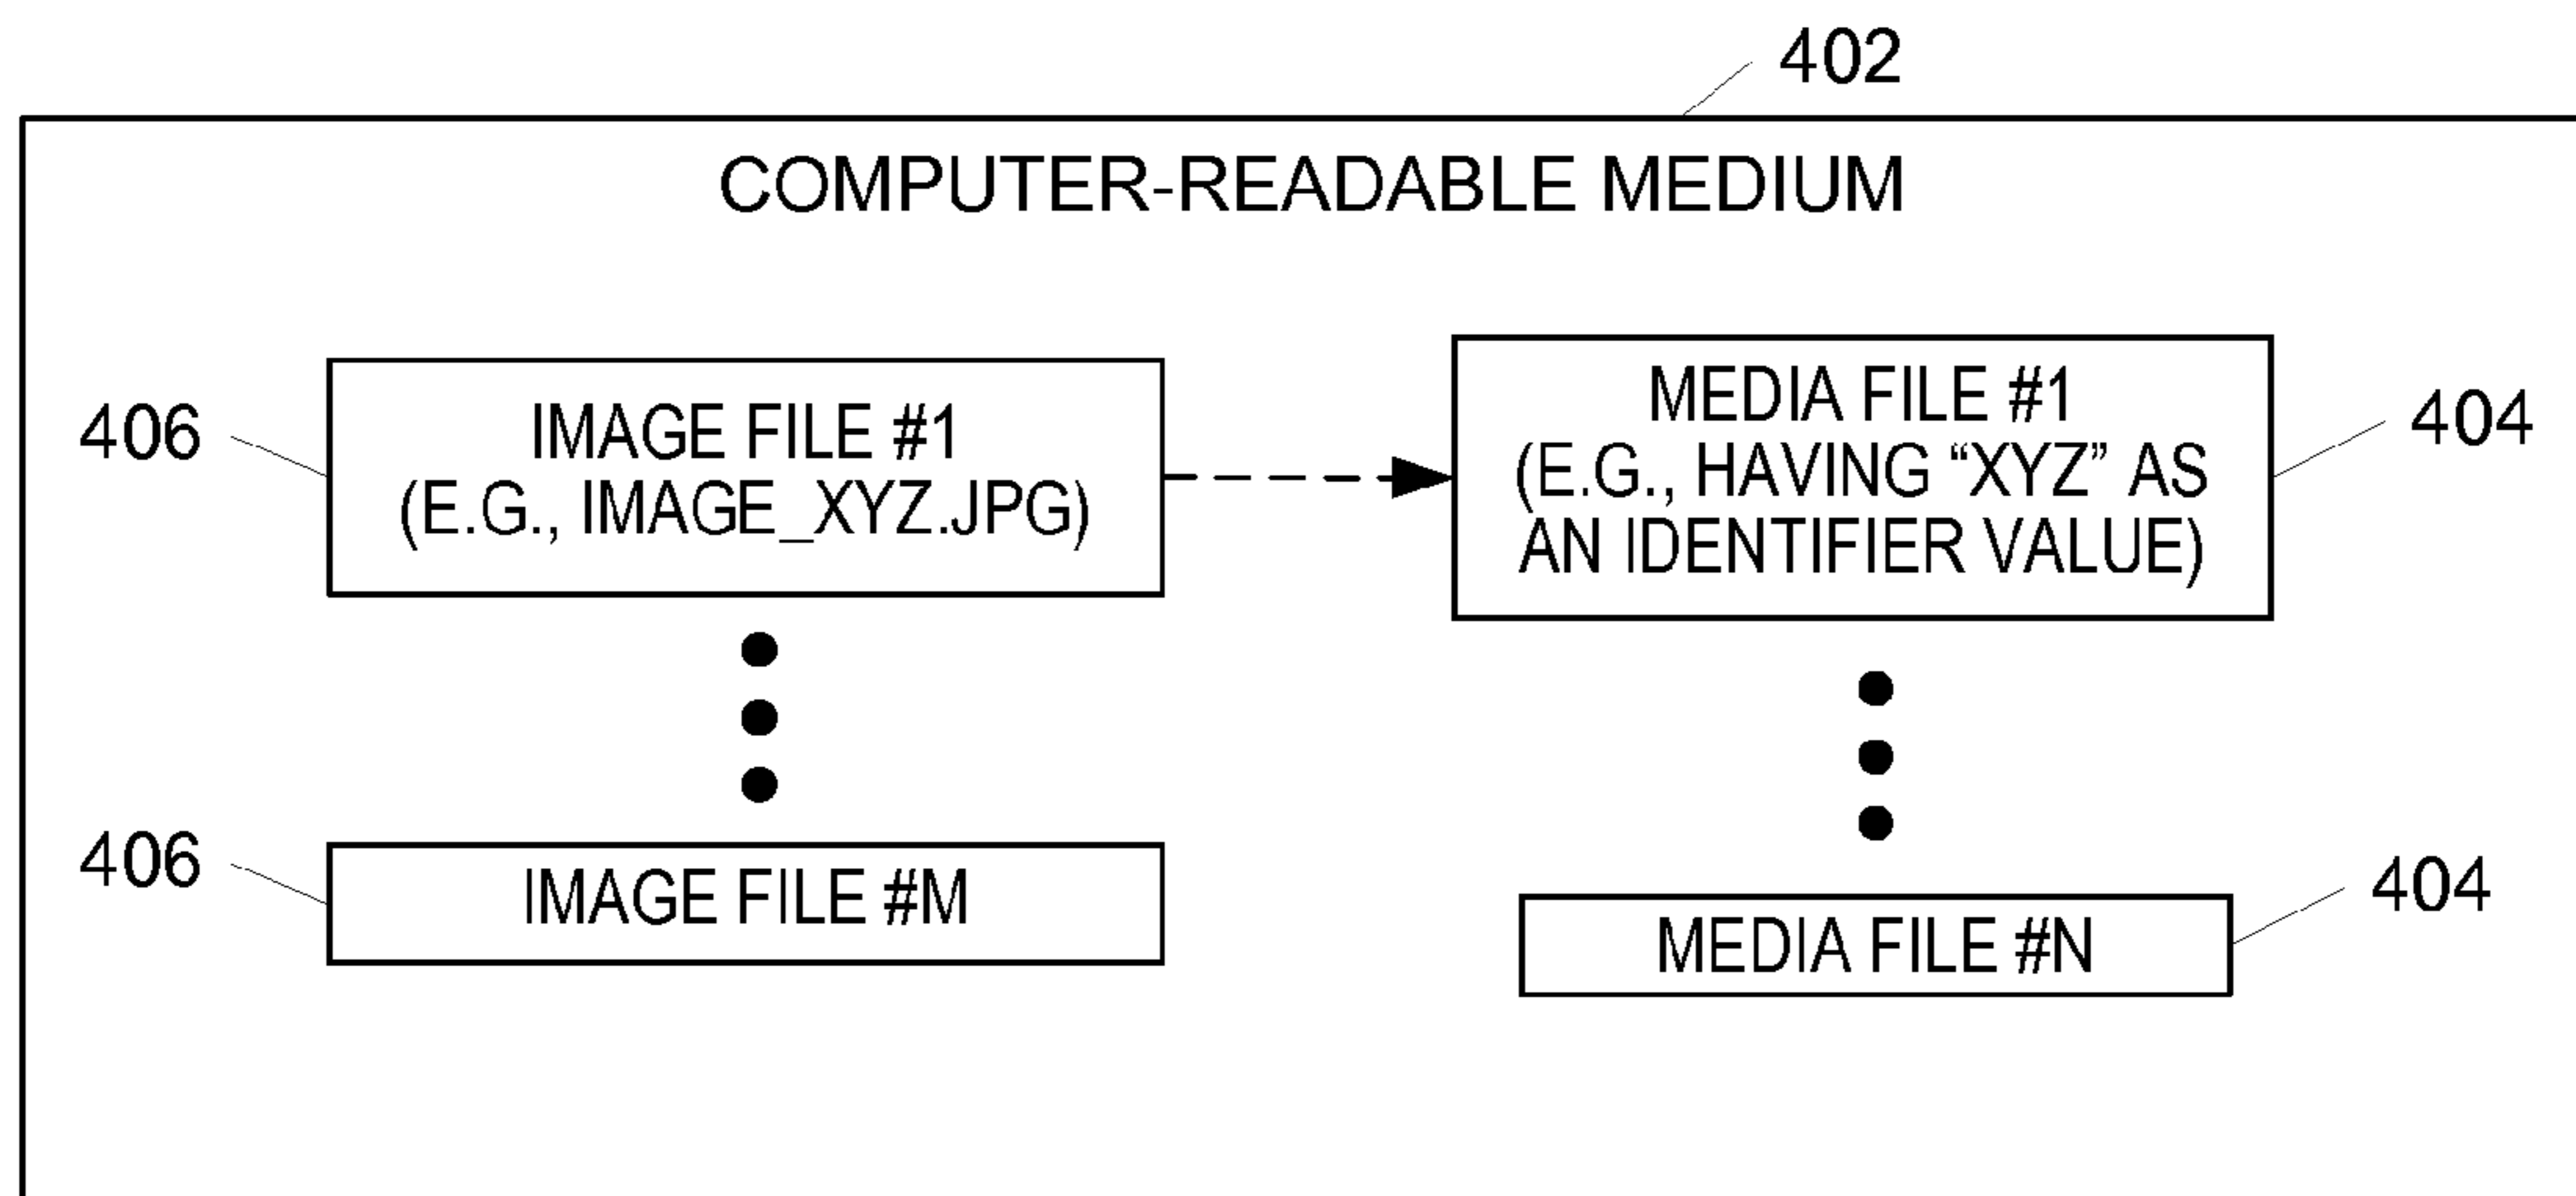 402
COMPUTER-READABLE MEDIUM
406
IMAGE FILE #1
(E.G., IMAGE_XYZ.JPG)
MEDIA FILE #1
(E.G., HAVING “XYZ” AS
AN IDENTIFIER VALUE)
404
406
IMAGE FILE #M
MEDIA FILE #N
404